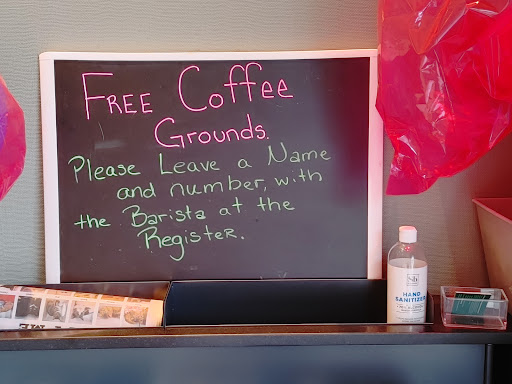 FREE Coffee
Grounds.
Please Leave a Name
and number, with
the Barista at the
Register.
HAND
SANITIZER